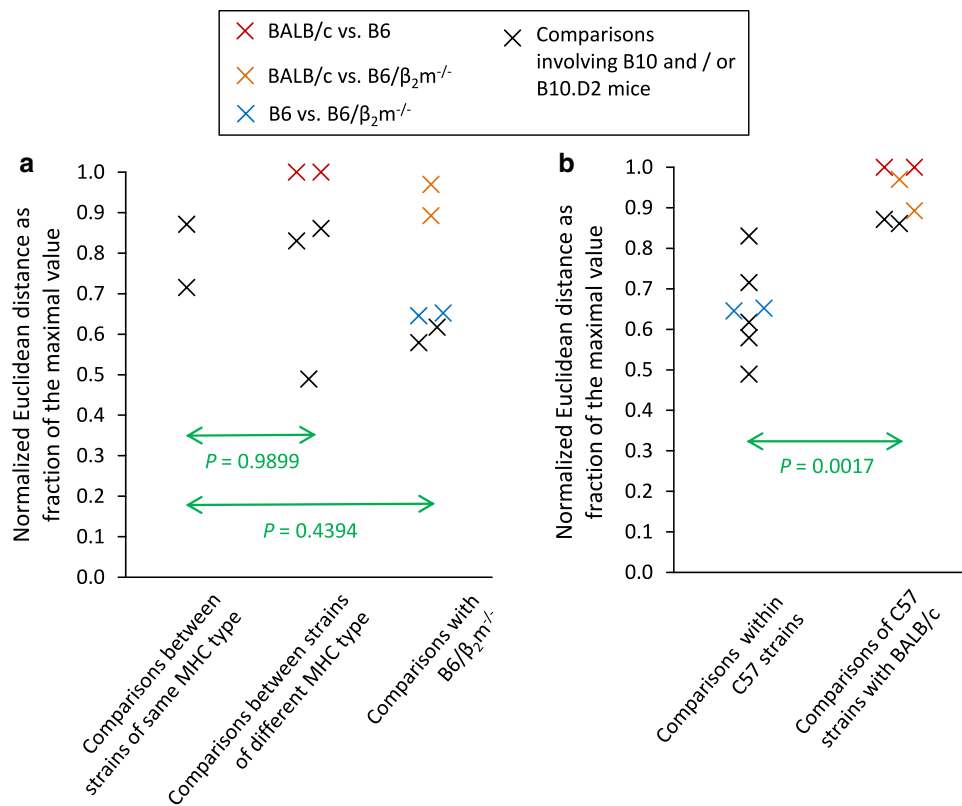 BALB/c vs. B6
BALB/c vs. B6/β₂m⁻/⁻
B6 vs. B6/β₂m⁻/⁻
Comparisons
involving B10 and / or
B10.D2 mice
a
Normalized Euclidean distance as
fraction of the maximal value
1.0
0.9
0.8
0.7
0.6
0.5
0.4
0.3
0.2
0.1
0.0
P = 0.9899
P = 0.4394
Comparisons between
strains of same MHC type
Comparisons between strains
of different MHC type
Comparisons with
B6/β₂m⁻/⁻
b
Normalized Euclidean distance as
fraction of the maximal value
1.0
0.9
0.8
0.7
0.6
0.5
0.4
0.3
0.2
0.1
0.0
P = 0.0017
Comparisons within
C57 strains
Comparisons of C57
strains with BALB/c